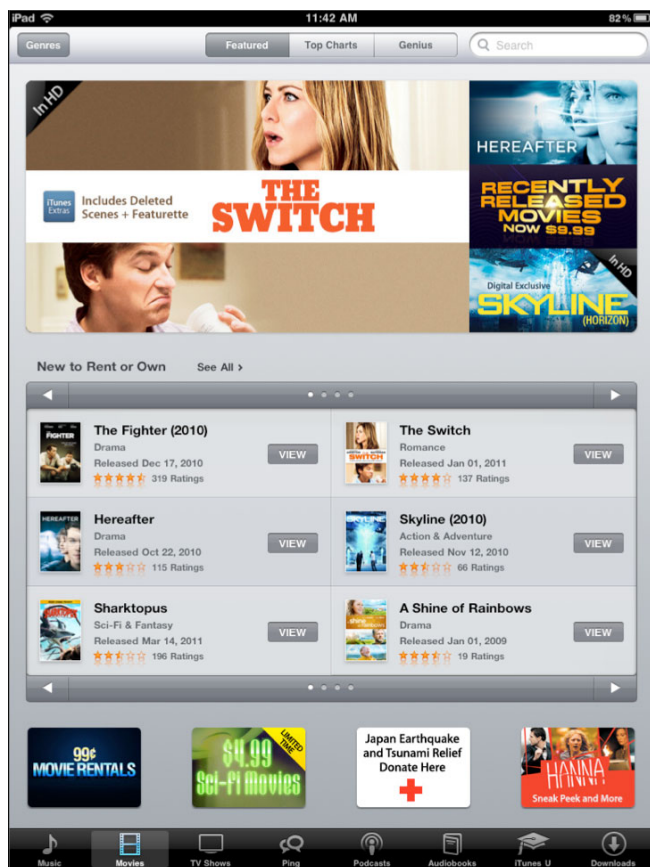 iPad 11:42 AM 82%
Genres Featured Top Charts Genius Search
In HD
iTunes Extras
Includes Deleted
Scenes + Featurette
THE
SWITCH
HEREAFTER
RECENTLY
RELEASED
MOVIES
NOW $9.99
In HD
Digital Exclusive
SKYLINE
(HORIZON)
New to Rent or Own See All >
The Fighter (2010)
Drama
Released Dec 17, 2010
319 Ratings
VIEW
The Switch
Romance
Released Jan 01, 2011
137 Ratings
VIEW
Hereafter
Drama
Released Oct 22, 2010
115 Ratings
VIEW
Skyline (2010)
Action & Adventure
Released Nov 12, 2010
66 Ratings
VIEW
Sharktopus
Sci-Fi & Fantasy
Released Mar 14, 2011
196 Ratings
VIEW
A Shine of Rainbows
Drama
Released Jan 01, 2009
19 Ratings
VIEW
FIGHTER
SWITCH
HEREAFTER
SKYLINE
99¢
MOVIE RENTALS
LIMITED
TIME
$4.99
Sci-Fi Movies
Japan Earthquake
and Tsunami Relief
Donate Here
HANNA
Sneak Peek and More
Music Movies TV Shows Ping Podcasts Audiobooks iTunes U Downloads